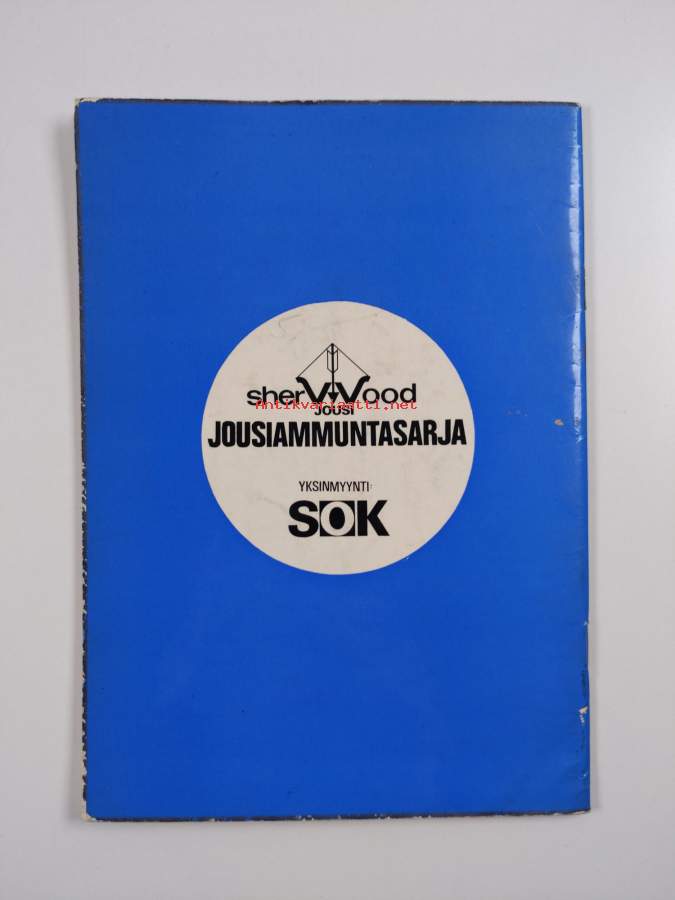 sherWood
Antikvariaatti.net
JOUSI
JOUSIAMMUNTASARJA
YKSINMYYNTI:
SOK